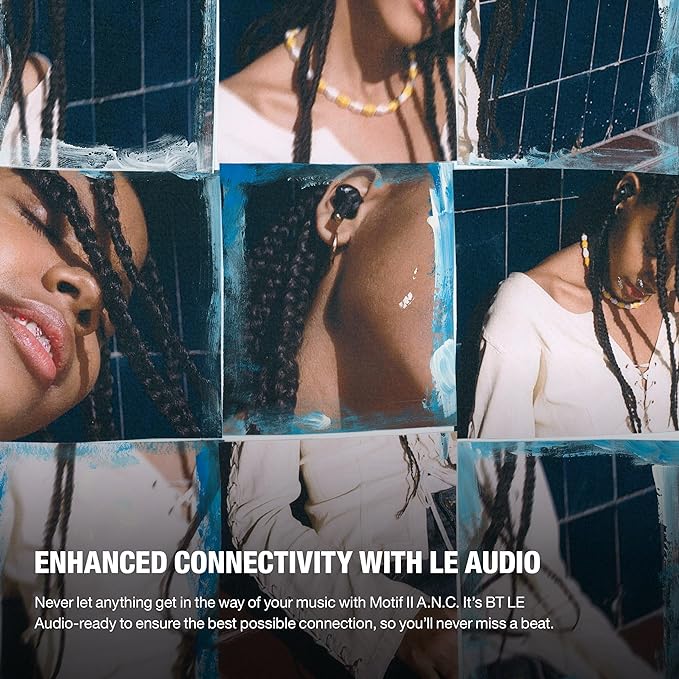 ENHANCED CONNECTIVITY WITH LE AUDIO
Never let anything get in the way of your music with Motif II A.N.C. It's BT LE
Audio-ready to ensure the best possible connection, so you'll never miss a beat.